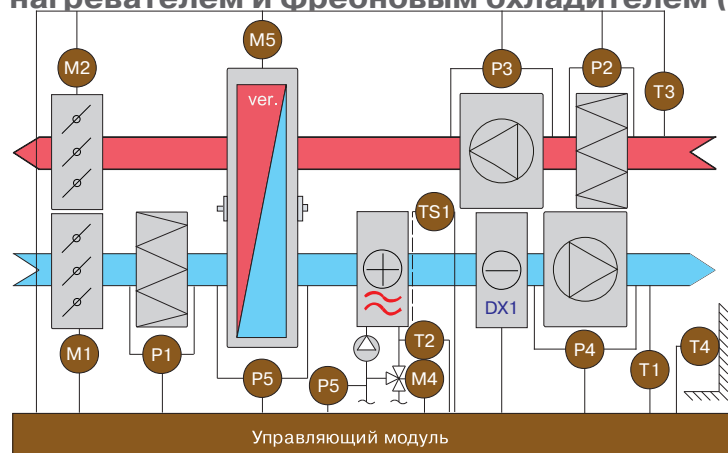 нагревателем и фреоновым охладителем (
M2
M5
P3
P2
T3
ver.
TS1
DX1
M1
P1
P5
P5
T2
M4
P4
T1
T4
Управляющий модуль